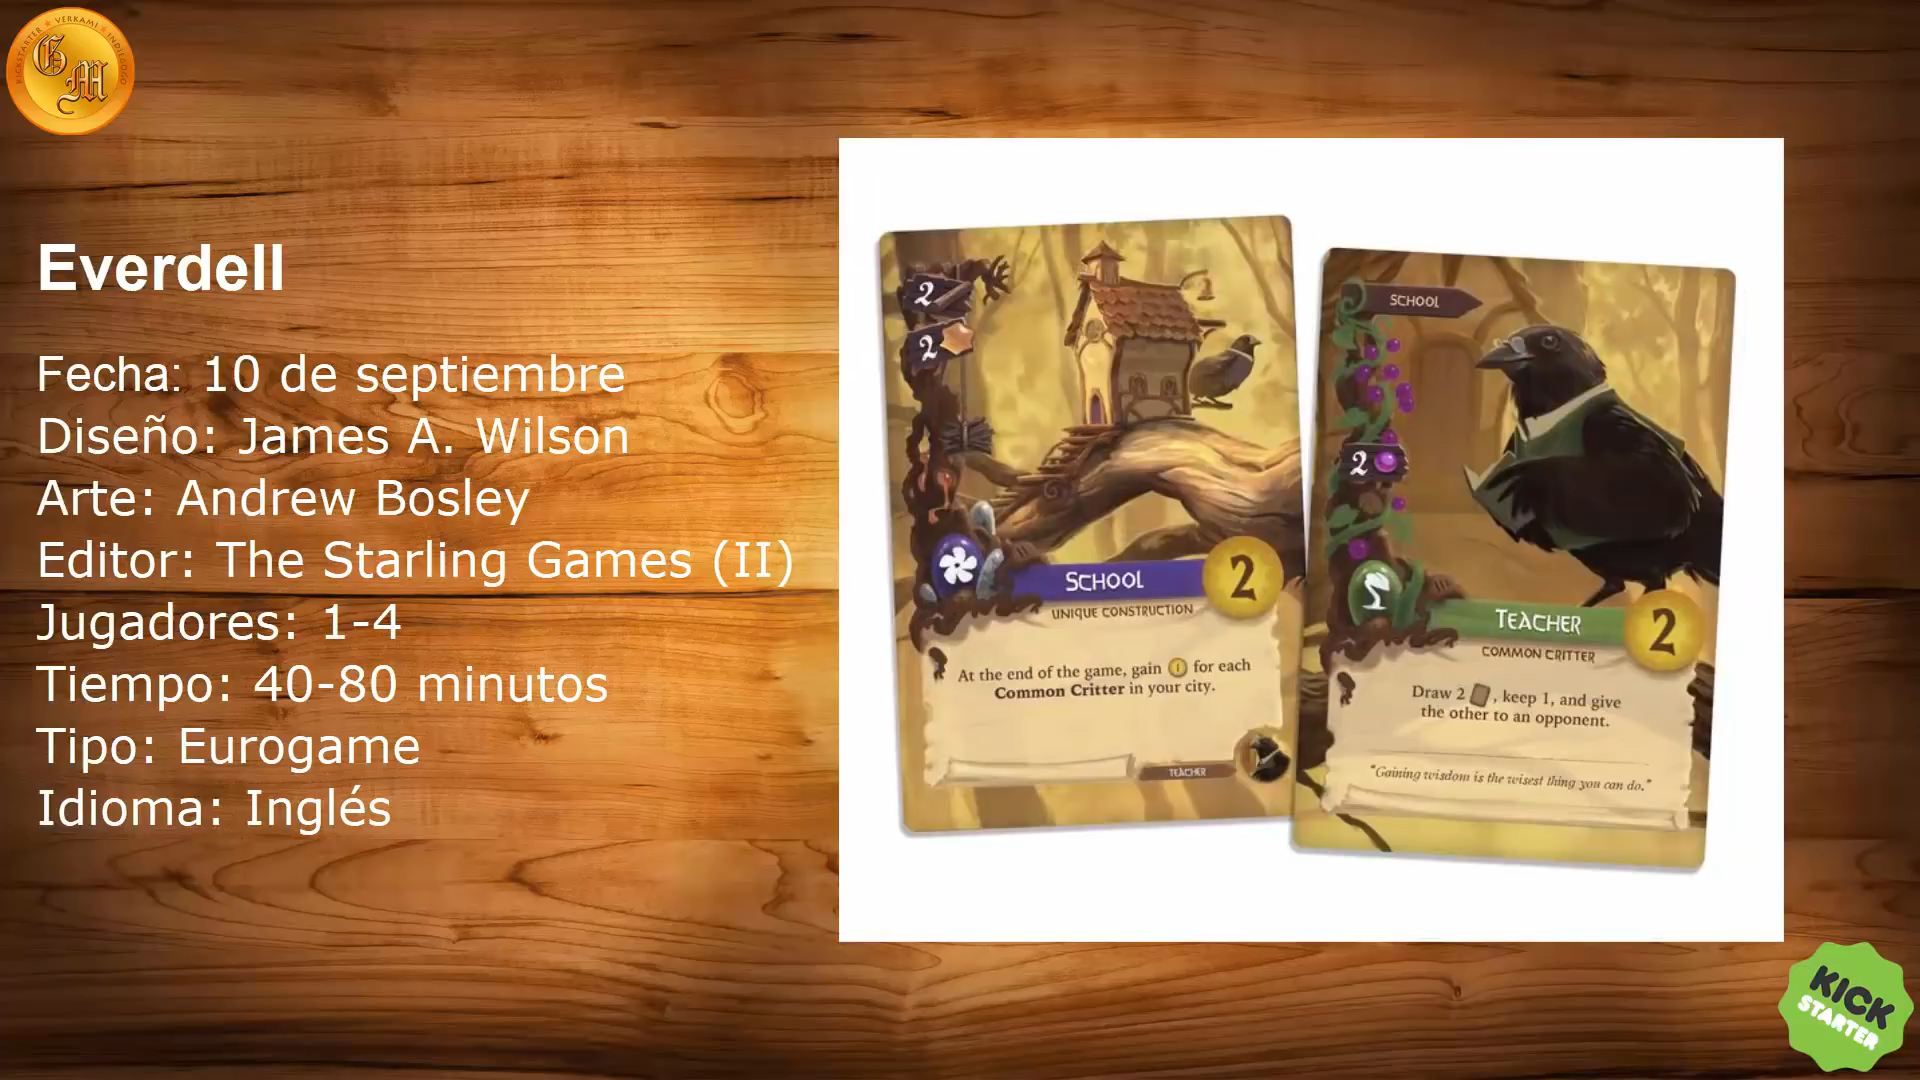 KICKSTARTER ★ VERKAMI ★ INDIEGOGO
GM
Everdell
Fecha: 10 de septiembre
Diseño: James A. Wilson
Arte: Andrew Bosley
Editor: The Starling Games (II)
Jugadores: 1-4
Tiempo: 40-80 minutos
Tipo: Eurogame
Idioma: Inglés
2
2
SCHOOL
2
UNIQUE CONSTRUCTION
At the end of the game, gain 1 for each
Common Critter in your city.
TEACHER
SCHOOL
2
TEACHER
2
COMMON CRITTER
Draw 2 , keep 1, and give
the other to an opponent.
"Gaining wisdom is the wisest thing you can do."
KICK
STARTER